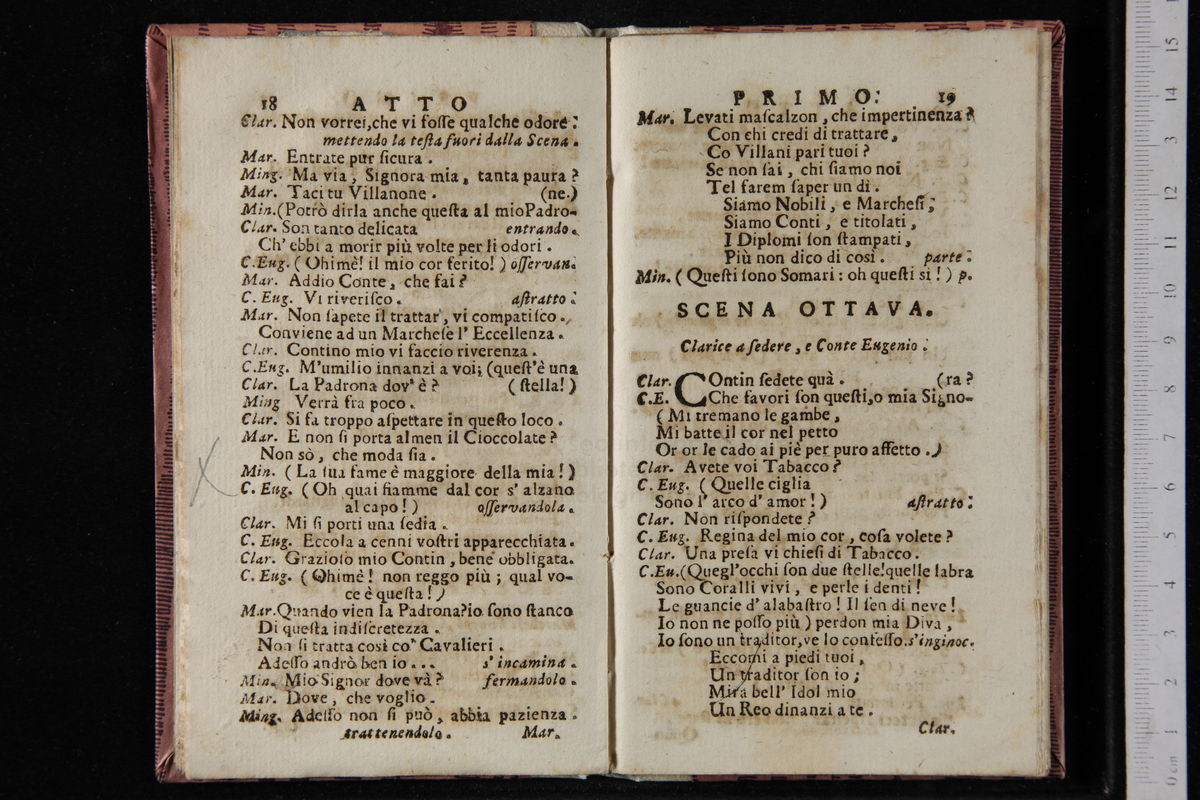 18 ATTO
Clar. Non vorrei, che vi foſſe qualche odore:
mettendo la teſta fuori dalla Scena.
Mar. Entrate pur ſicura.
Ming. Ma via, Signora mia, tanta paura?
Mar. Taci tu Villanone. (ne.)
Min. (Potrò dirla anche queſta al mio Padro-
Clar. Son tanto delicata entrando.
Ch' ebbi a morir più volte per li odori.
C. Eug. (Ohimè! il mio cor ferito!) oſſervan.
Mar. Addio Conte, che fai?
C. Eug. Vi riveriſco. aſtratto:
Mar. Non ſapete il trattar, vi compatiſco.
Conviene ad un Marcheſe l' Eccellenza.
Clar. Contino mio vi faccio riverenza.
C. Eug. M'umilio innanzi a voi; (queſt'è una
Clar. La Padrona dov' è? (ſtella!)
Ming Verrà fra poco.
Clar. Si fa troppo aſpettare in queſto loco.
Mar. E non ſi porta almen il Cioccolate?
Non sò, che moda ſia.
Min. (La ſua fame è maggiore della mia!)
C. Eug. (Oh quai fiamme dal cor s' alzano
al capo!) oſſervandola.
Clar. Mi ſi porti una ſedia.
C. Eug. Eccola a cenni voſtri apparecchiata.
Clar. Grazioſo mio Contin, bene obbligata.
C. Eug. (Ohimè! non reggo più; qual vo-
ce è queſta!)
Mar. Quando vien la Padrona? io ſono ſtanco
Di queſta indiſcretezza.
Non ſi tratta così co' Cavalieri.
Adeſſo andrò ben io... s' incamina.
Min. Mio Signor dove và? fermandolo.
Mar. Dove, che voglio.
Ming. Adeſſo non ſi può, abbia pazienza.
trattenendolo. Mar.
PRIMO. 19
Mar. Levati maſcalzon, che impertinenza?
Con chi credi di trattare,
Co Villani pari tuoi?
Se non ſai, chi ſiamo noi
Tel farem ſaper un di.
Siamo Nobili, e Marcheſi;
Siamo Conti, e titolati,
I Diplomi ſon ſtampati,
Più non dico di così. parte:
Min. (Queſti ſono Somari: oh queſti sì!) p.
SCENA OTTAVA.
Clarice a ſedere, e Conte Eugenio.
Clar. COntin ſedete quà. (ra?
C.E. Che favori ſon queſti, o mia Signo-
(Mi tremano le gambe,
Mi batte il cor nel petto
Or or le cado ai piè per puro affetto.)
Clar. Avete voi Tabacco?
C. Eug. (Quelle ciglia
Sono l' arco d' amor!) aſtratto:
Clar. Non riſpondete?
C. Eug. Regina del mio cor, coſa volete?
Clar. Una preſa vi chieſi di Tabacco.
C.Eu. (Quegl'occhi ſon due ſtelle! quelle labra
Sono Coralli vivi, e perle i denti!
Le guancie d' alabaſtro! Il ſen di neve!
Io non ne poſſo più) perdon mia Diva,
Io ſono un traditor, ve lo confeſſo. s'inginoc.
Eccomi a piedi tuoi,
Un traditor ſon io;
Mira bell' Idol mio
Un Reo dinanzi a te.
Clar.
15
14
13
12
11
10
9
8
7
6
5
4
3
2
1
0 cm